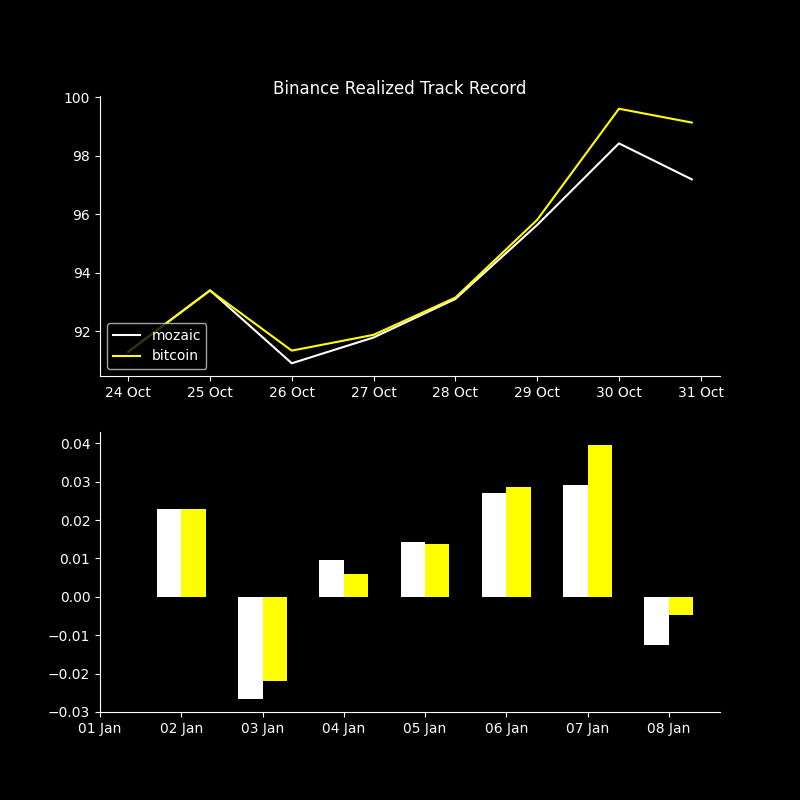 Binance Realized Track Record
100
98
96
94
92
mozaic
bitcoin
24 Oct 25 Oct 26 Oct 27 Oct 28 Oct 29 Oct 30 Oct 31 Oct
0.04
0.03
0.02
0.01
0.00
−0.01
−0.02
−0.03
01 Jan 02 Jan 03 Jan 04 Jan 05 Jan 06 Jan 07 Jan 08 Jan